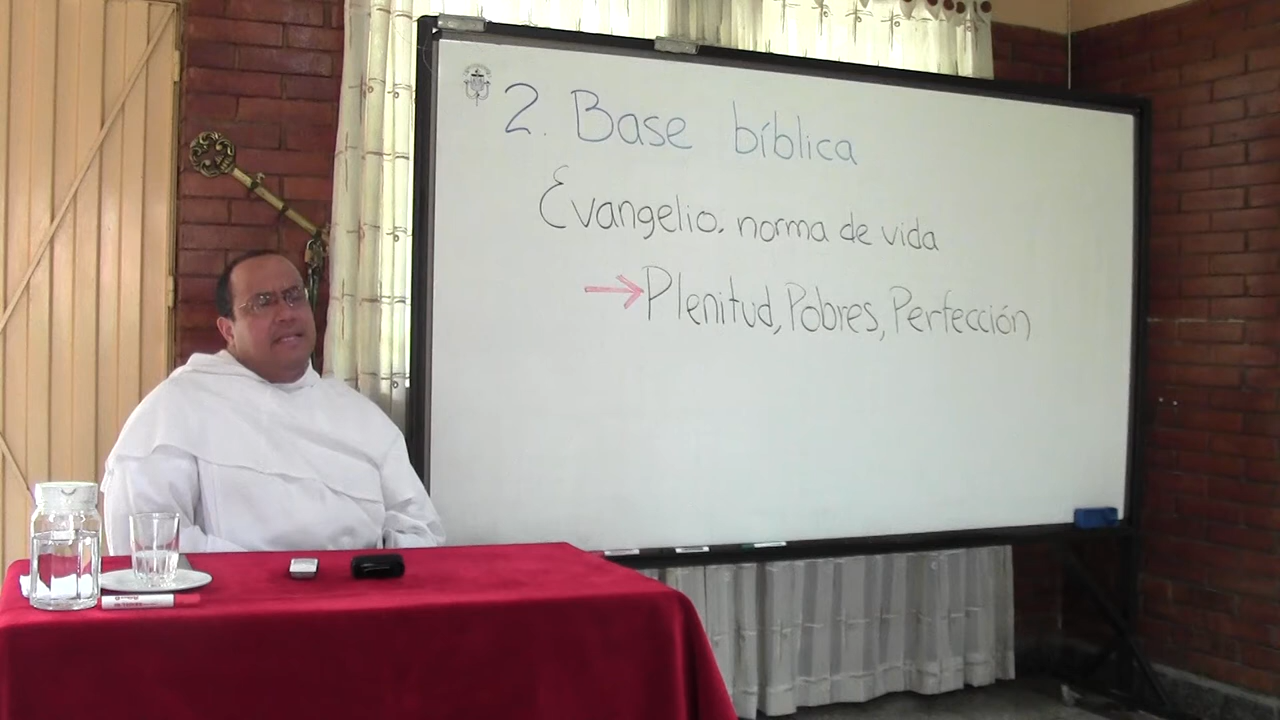 2. Base bíblica
Evangelio. norma de vida
→ Plenitud, Pobres, Perfección